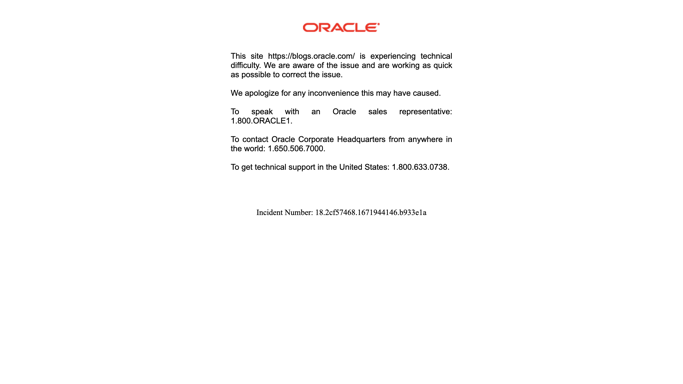 ORACLE
This site https://blogs.oracle.com/ is experiencing technical
difficulty. We are aware of the issue and are working as quick
as possible to correct the issue.
We apologize for any inconvenience this may have caused.
To speak with an Oracle sales representative:
1.800.ORACLE1.
To contact Oracle Corporate Headquarters from anywhere in
the world: 1.650.506.7000.
To get technical support in the United States: 1.800.633.0738.
Incident Number: 18.2cf57468.1671944146.b933e1a